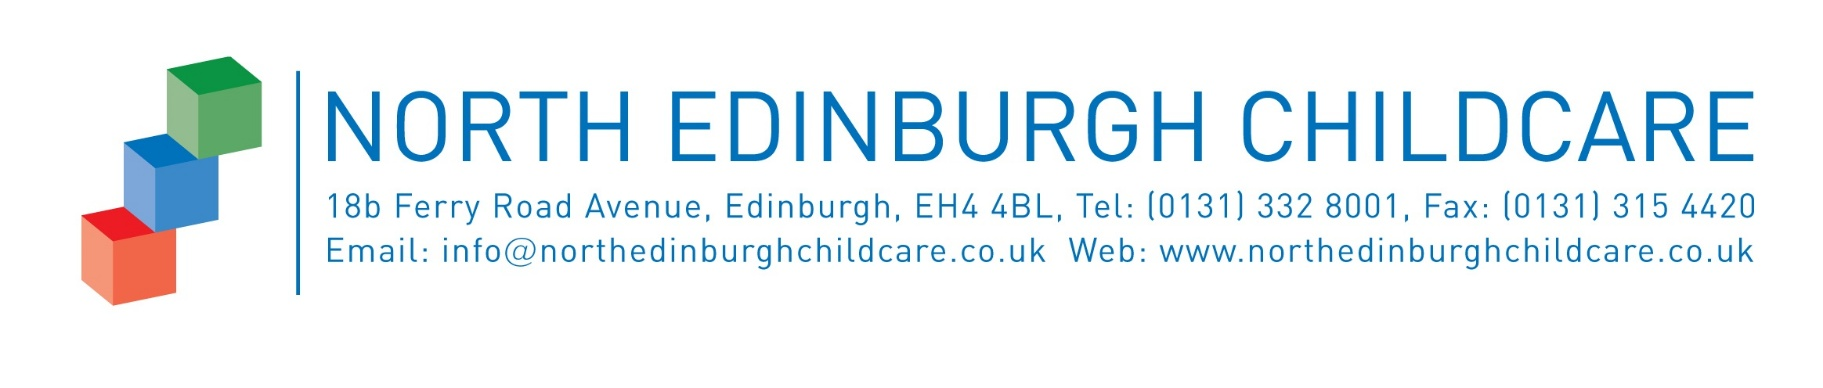 NORTH EDINBURGH CHILDCARE
18b Ferry Road Avenue, Edinburgh, EH4 4BL, Tel: (0131) 332 8001, Fax: (0131) 315 4420
Email: info@northedinburghchildcare.co.uk Web: www.northedinburghchildcare.co.uk